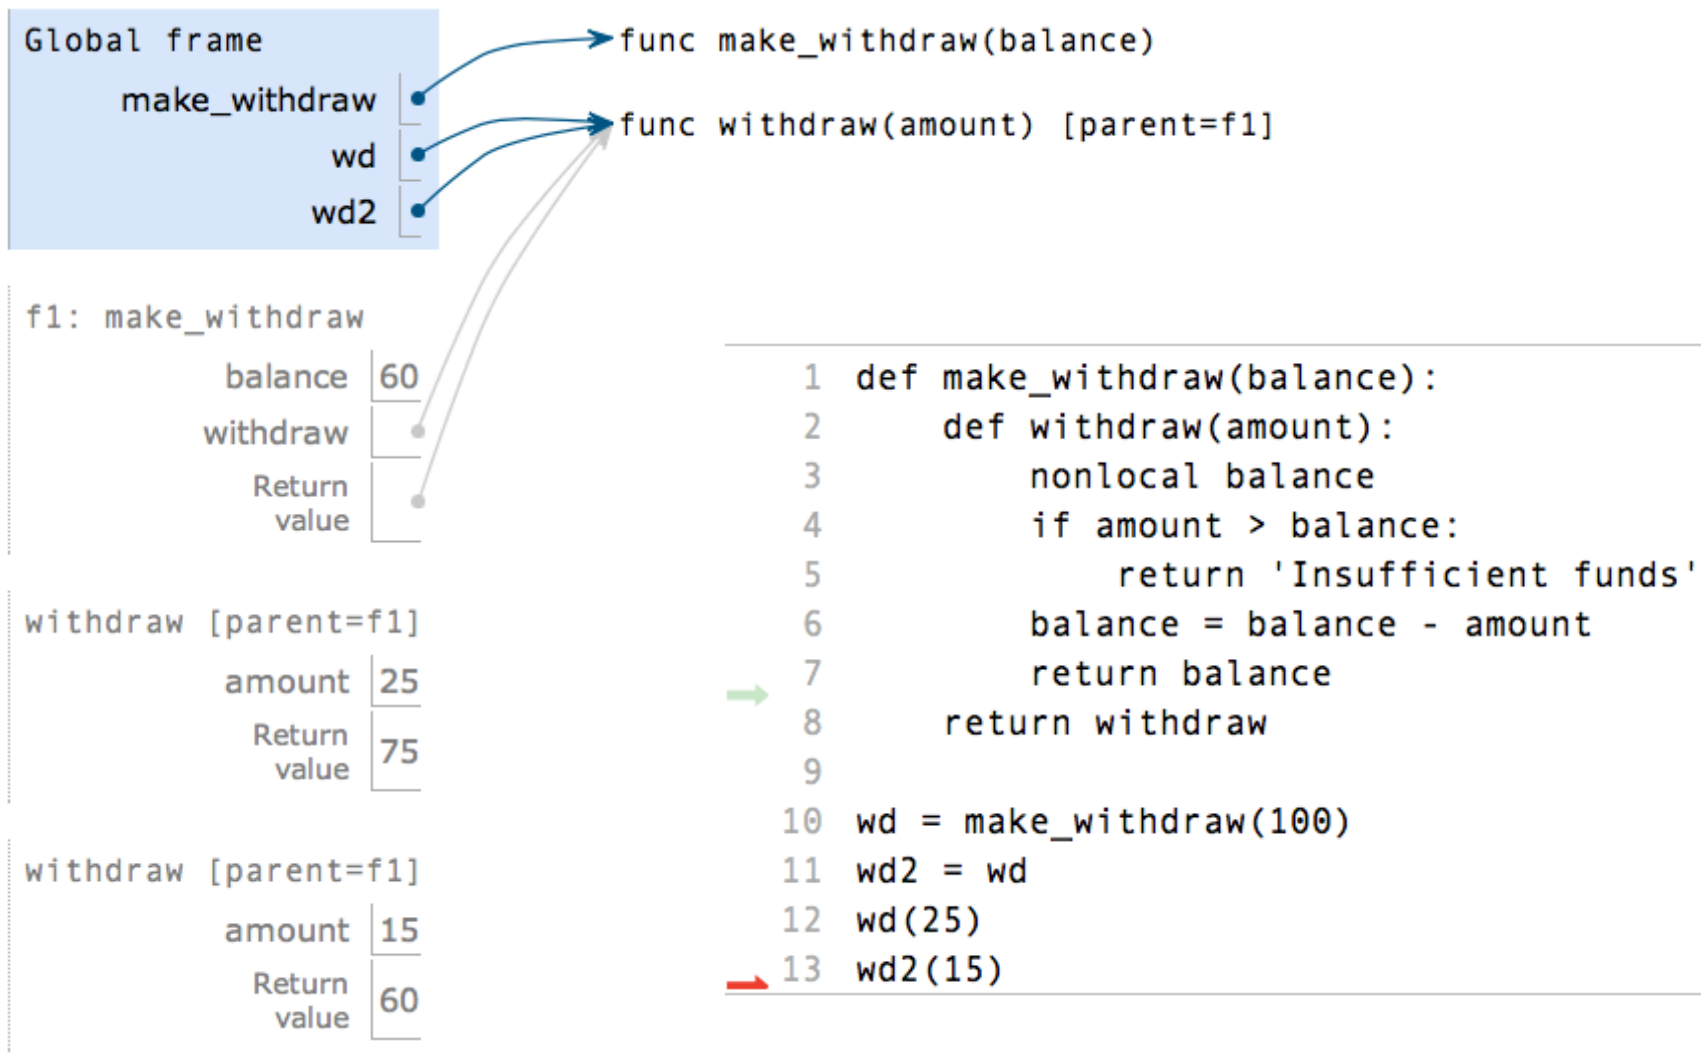 Global frame
make_withdraw
wd
wd2
func make_withdraw(balance)
func withdraw(amount) [parent=f1]
f1: make_withdraw
balance 60
withdraw
Return
value
withdraw [parent=f1]
amount 25
Return
value 75
withdraw [parent=f1]
amount 15
Return
value 60
1 def make_withdraw(balance):
2     def withdraw(amount):
3         nonlocal balance
4         if amount > balance:
5             return 'Insufficient funds'
6         balance = balance - amount
7         return balance
8     return withdraw
9
10 wd = make_withdraw(100)
11 wd2 = wd
12 wd(25)
13 wd2(15)